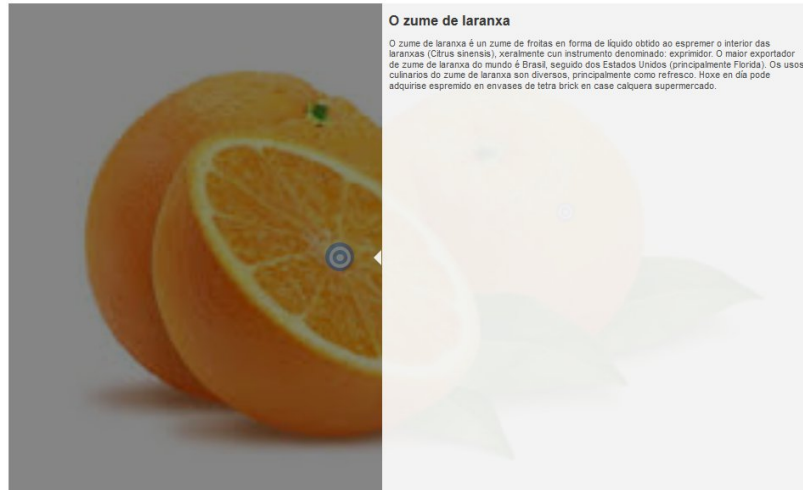 O zume de laranxa
O zume de laranxa é un zume de froitas en forma de líquido obtido ao espremer o interior das
laranxas (Citrus sinensis), xeralmente cun instrumento denominado: exprimidor. O maior exportador
de zume de laranxa do mundo é Brasil, seguido dos Estados Unidos (principalmente Florida). Os usos
culinarios do zume de laranxa son diversos, principalmente como refresco. Hoxe en día pode
adquirise espremido en envases de tetra brick en case calquera supermercado.